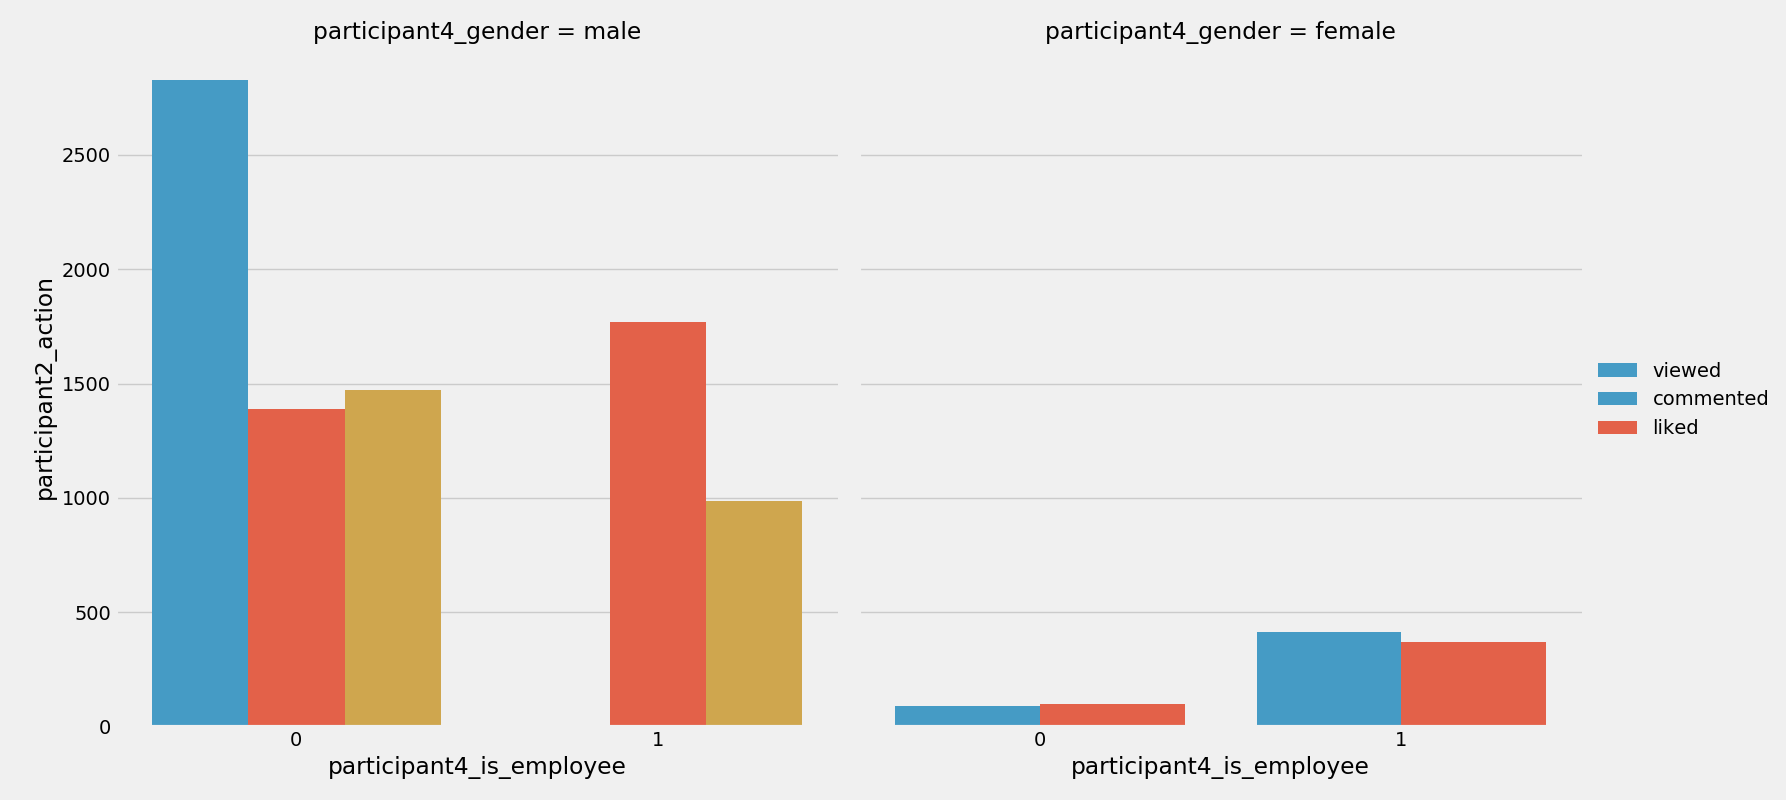 participant4_gender = male
participant4_gender = female
participant2_action
2500
2000
1500
1000
500
0
0
1
0
1
participant4_is_employee
participant4_is_employee
viewed
commented
liked